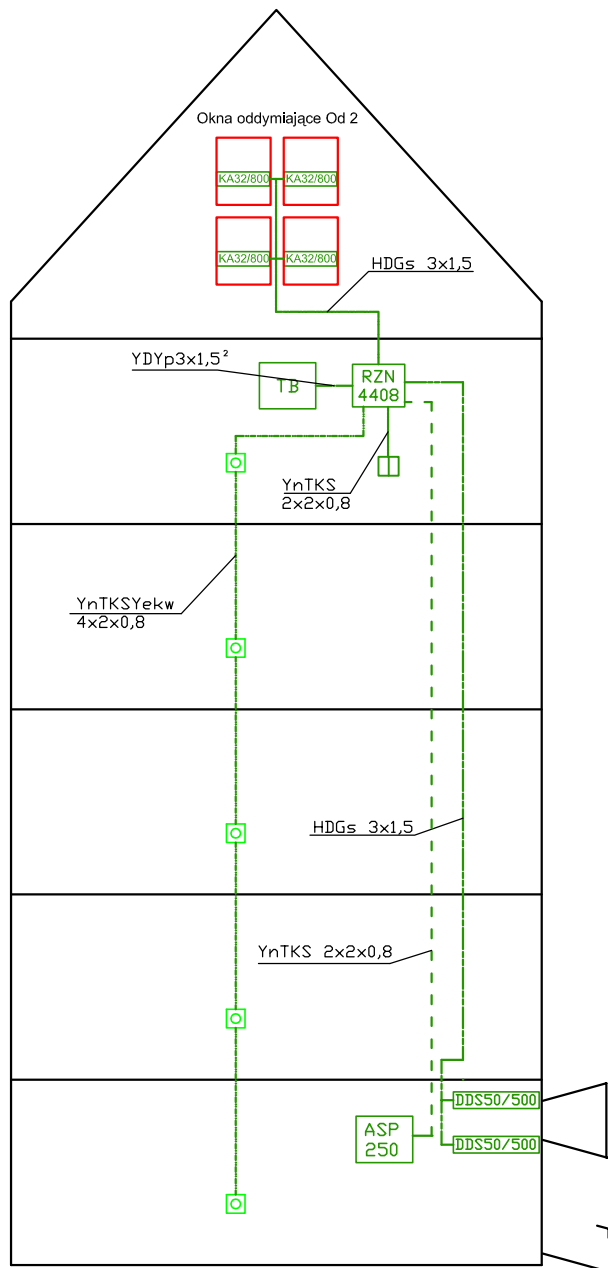 Okna oddymiające Od 2
KA32/800 KA32/800
KA32/800 KA32/800
HDGs 3x1,5
YDYp3x1,5²
TB
RZN
4408
YnTKS
2x2x0,8
YnTKSYekw
4x2x0,8
HDGs 3x1,5
YnTKS 2x2x0,8
DDS50/500
ASP
250
DDS50/500